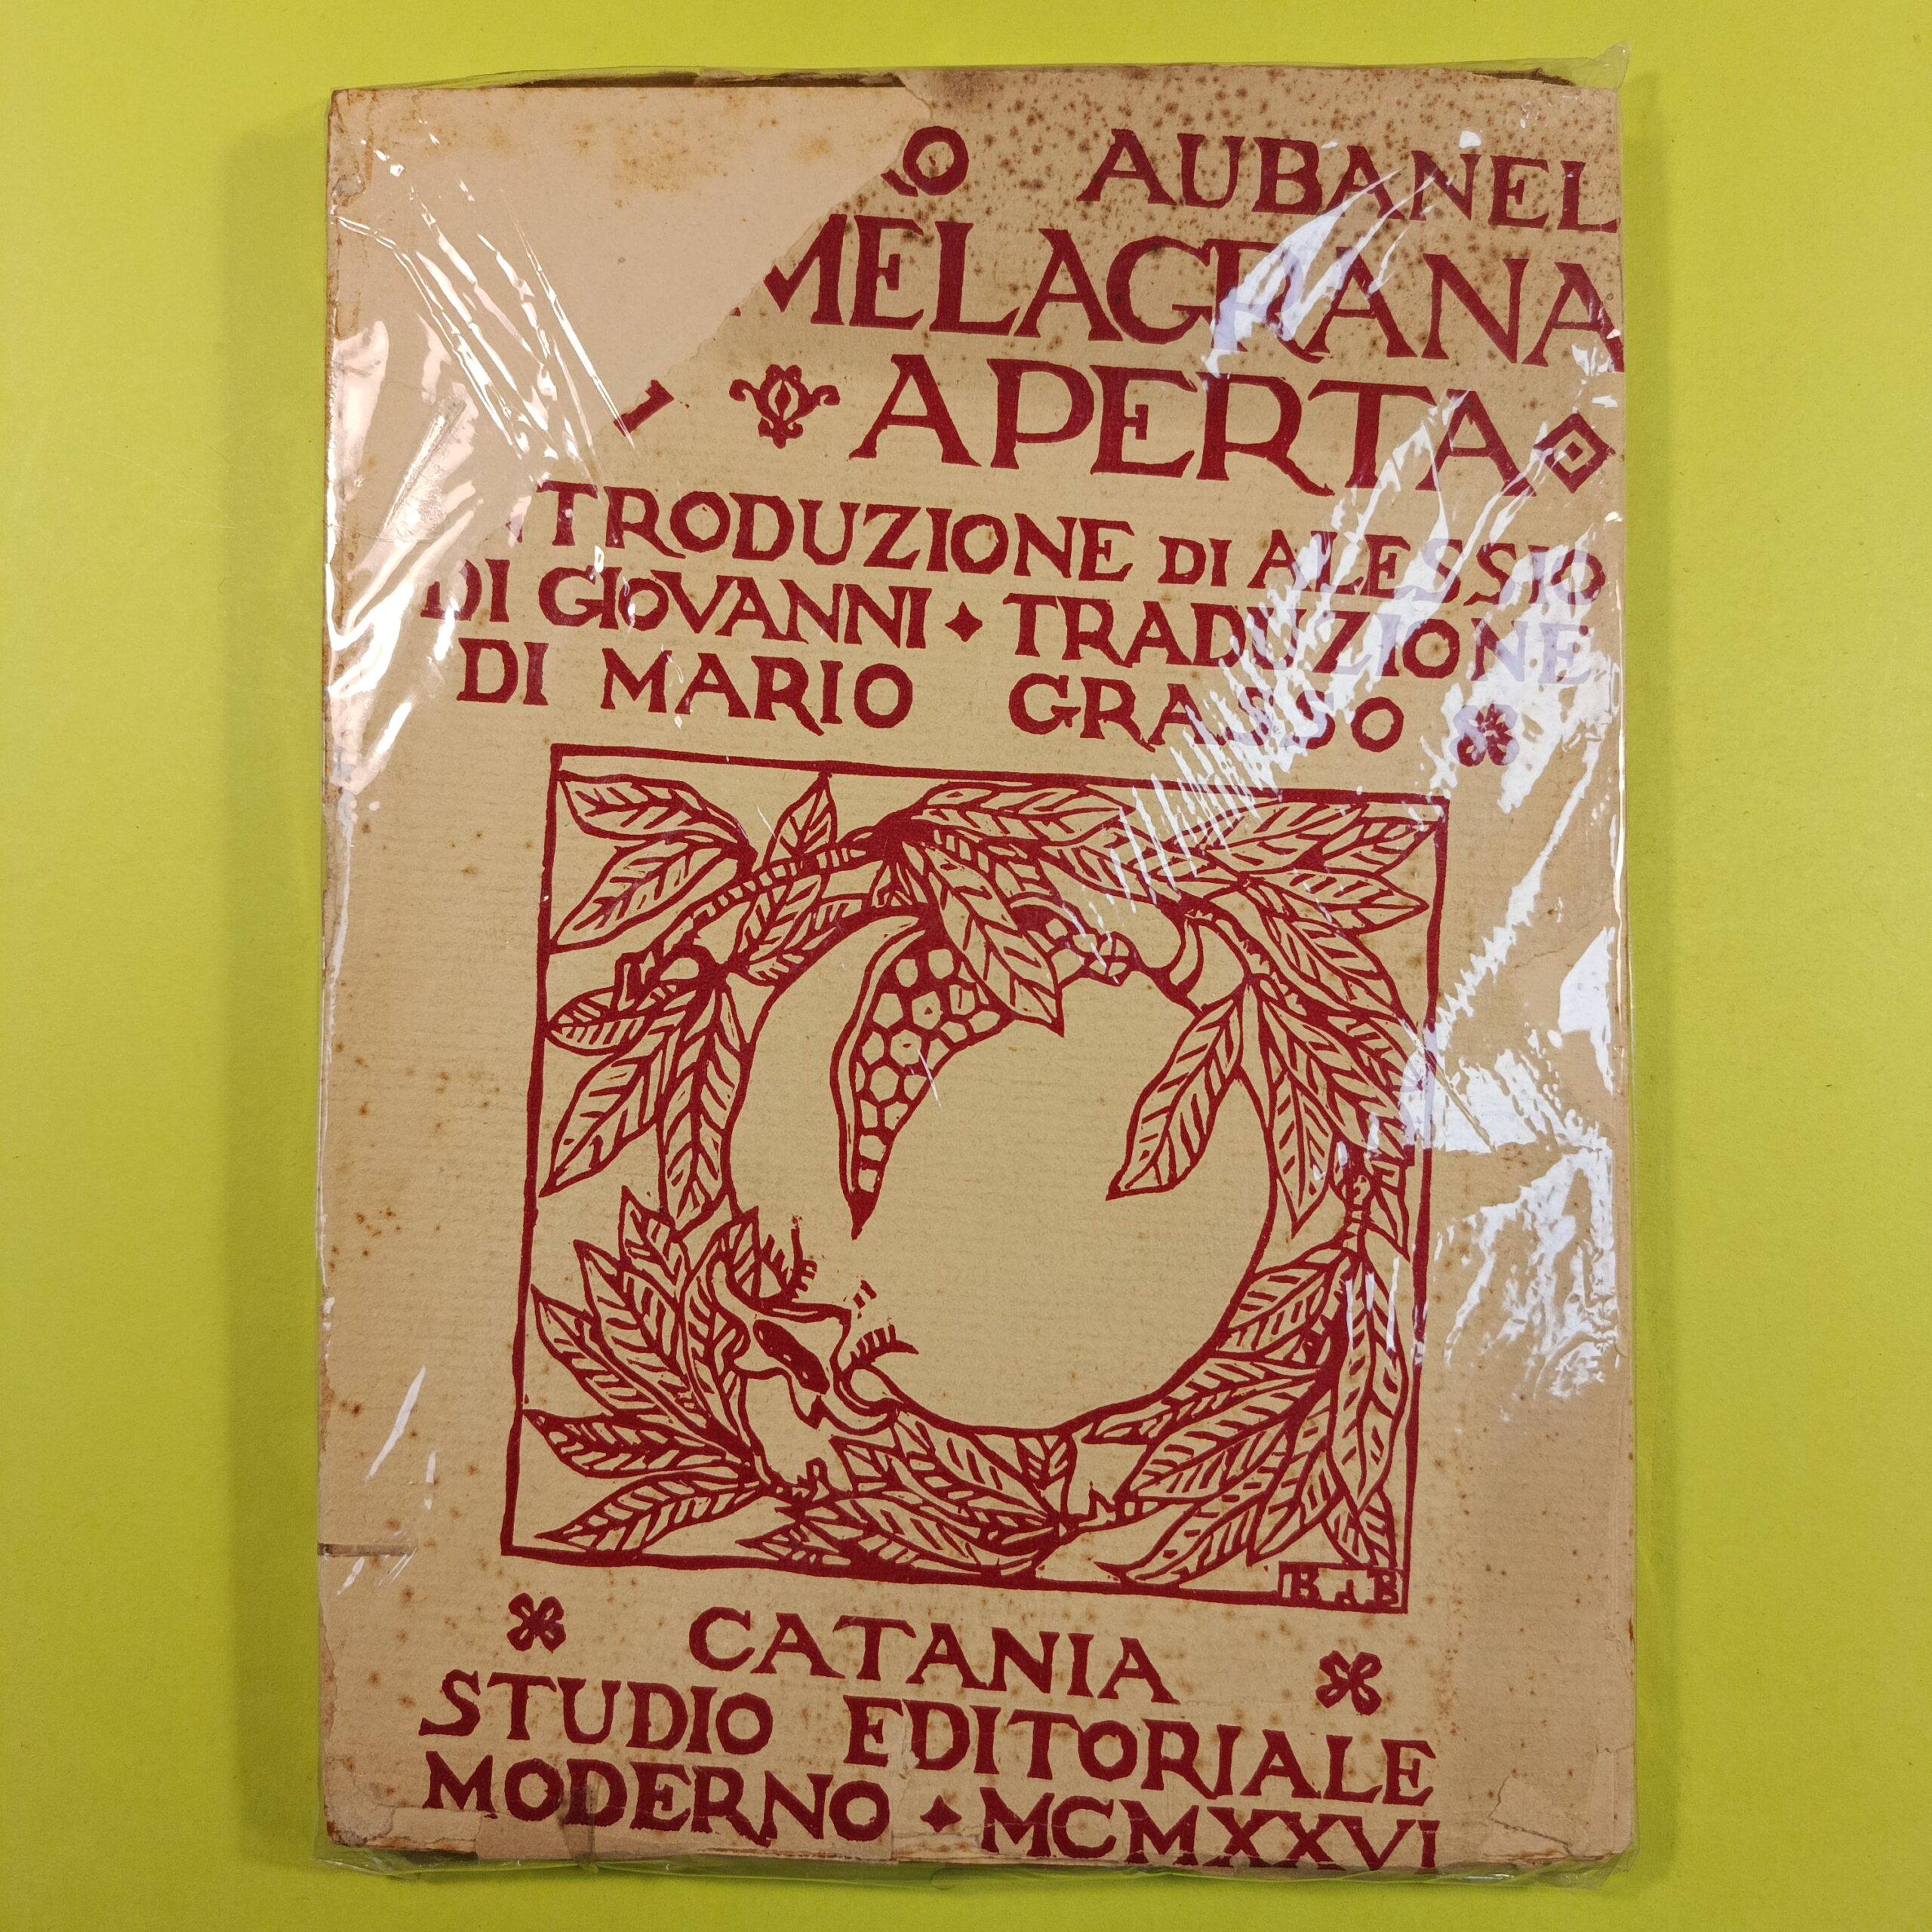 AUBANEL
MELAGRANA
APERTA
TRODUZIONE DI ALESSIO
DI GIOVANNI ✦ TRADUZIONE
DI MARIO GRASSO
CATANIA
STUDIO EDITORIALE
MODERNO ✦ MCMXXVI